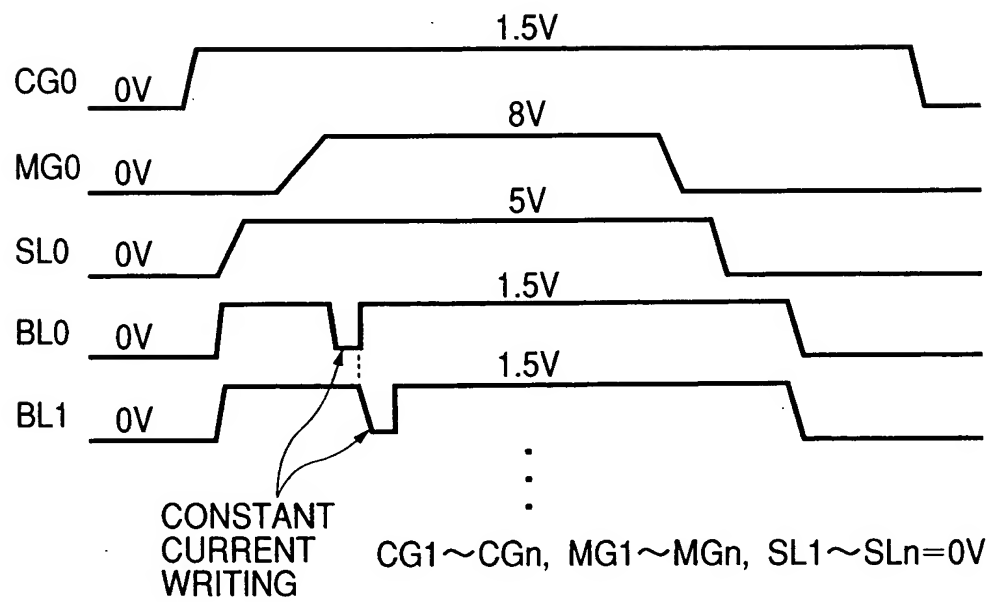 1.5V
CG0 0V
8V
MG0 0V
5V
SL0 0V
1.5V
BL0 0V
1.5V
BL1 0V
CONSTANT
CURRENT
WRITING
CG1～CGn, MG1～MGn, SL1～SLn=0V